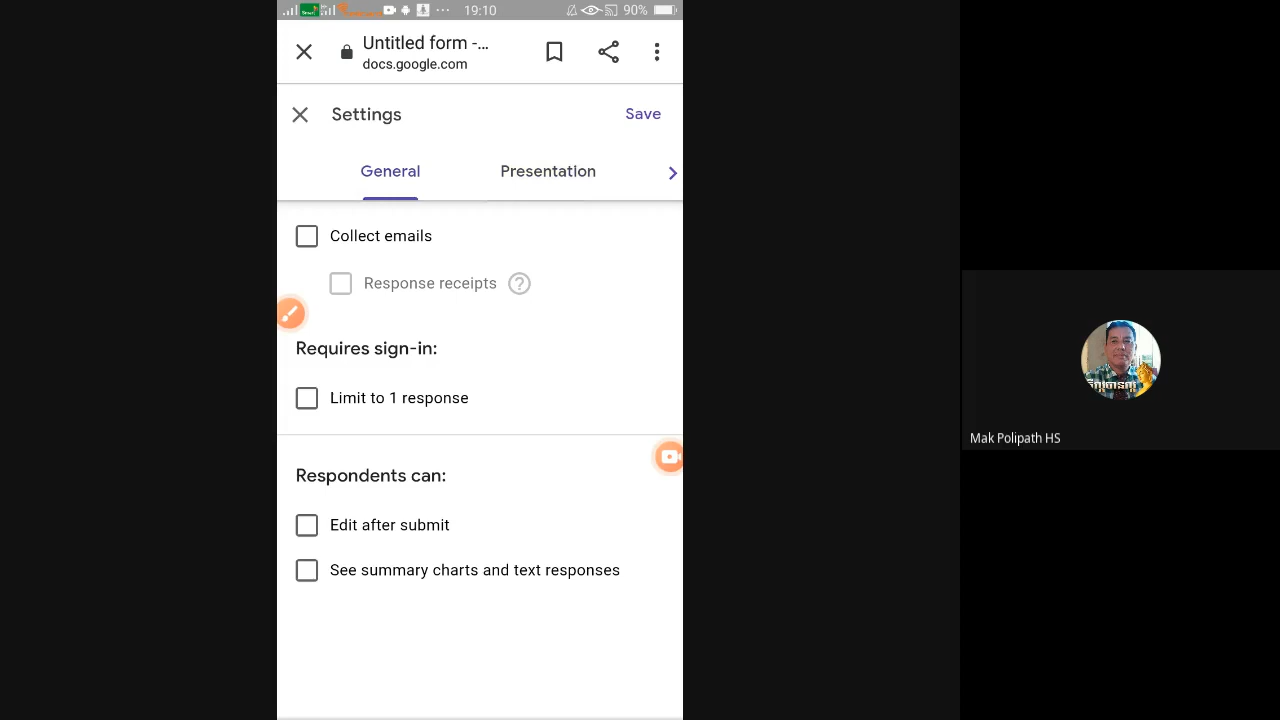 19:10
90%
Untitled form -...
docs.google.com
Settings
Save
General
Presentation
Collect emails
Response receipts
Requires sign-in:
Limit to 1 response
Respondents can:
Edit after submit
See summary charts and text responses
Mak Polipath HS